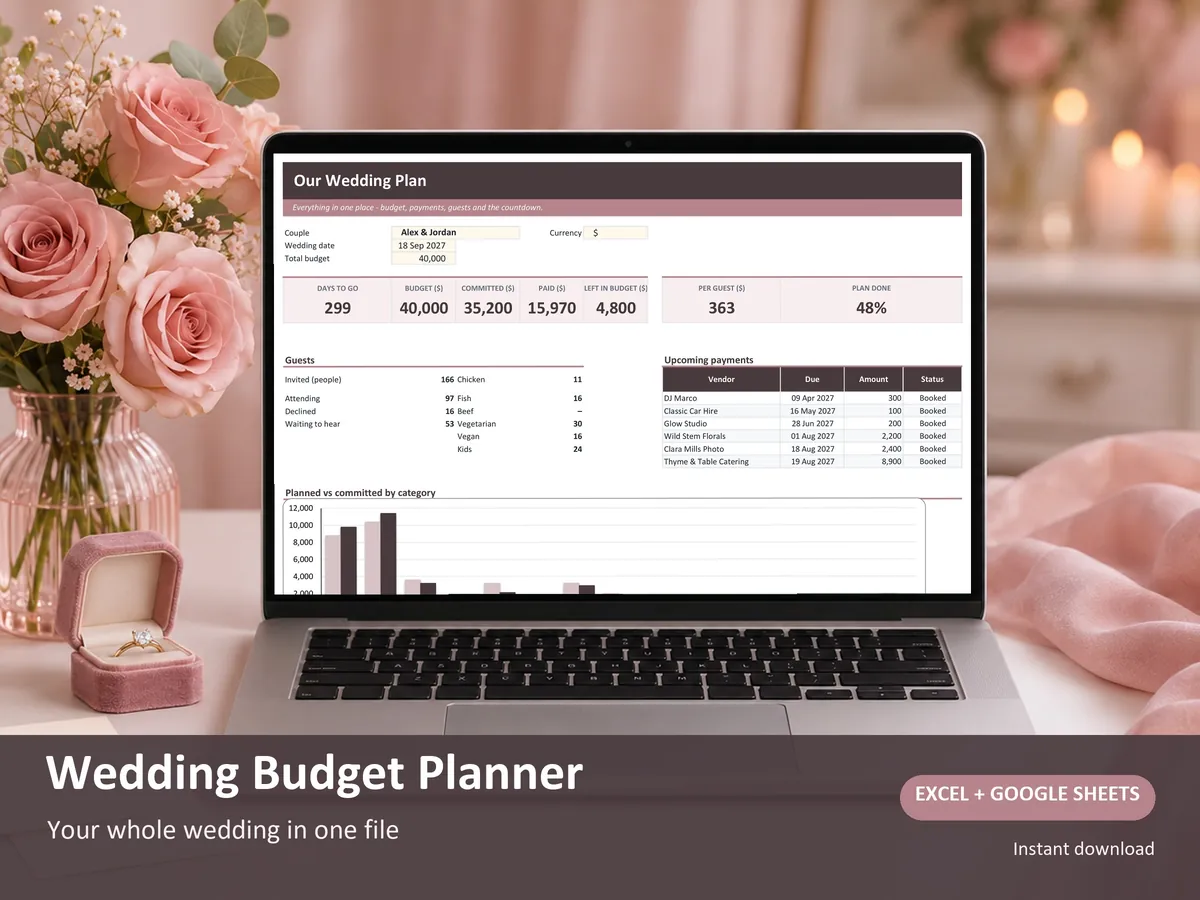 Our Wedding Plan
Everything in one place - budget, payments, guests and the countdown.
Couple Alex & Jordan Currency $
Wedding date 18 Sep 2027
Total budget 40,000
DAYS TO GO BUDGET ($) COMMITTED ($) PAID ($) LEFT IN BUDGET ($) PER GUEST ($) PLAN DONE
299 40,000 35,200 15,970 4,800 363 48%
Guests
Invited (people) 166 Chicken 11
Attending 97 Fish 16
Declined 16 Beef –
Waiting to hear 53 Vegetarian 30
Vegan 16
Kids 24
Upcoming payments
Vendor Due Amount Status
DJ Marco 09 Apr 2027 300 Booked
Classic Car Hire 16 May 2027 100 Booked
Glow Studio 28 Jun 2027 200 Booked
Wild Stem Florals 01 Aug 2027 2,200 Booked
Clara Mills Photo 18 Aug 2027 2,400 Booked
Thyme & Table Catering 19 Aug 2027 8,900 Booked
Planned vs committed by category
12,000
10,000
8,000
6,000
4,000
2,000
Wedding Budget Planner
Your whole wedding in one file
EXCEL + GOOGLE SHEETS
Instant download